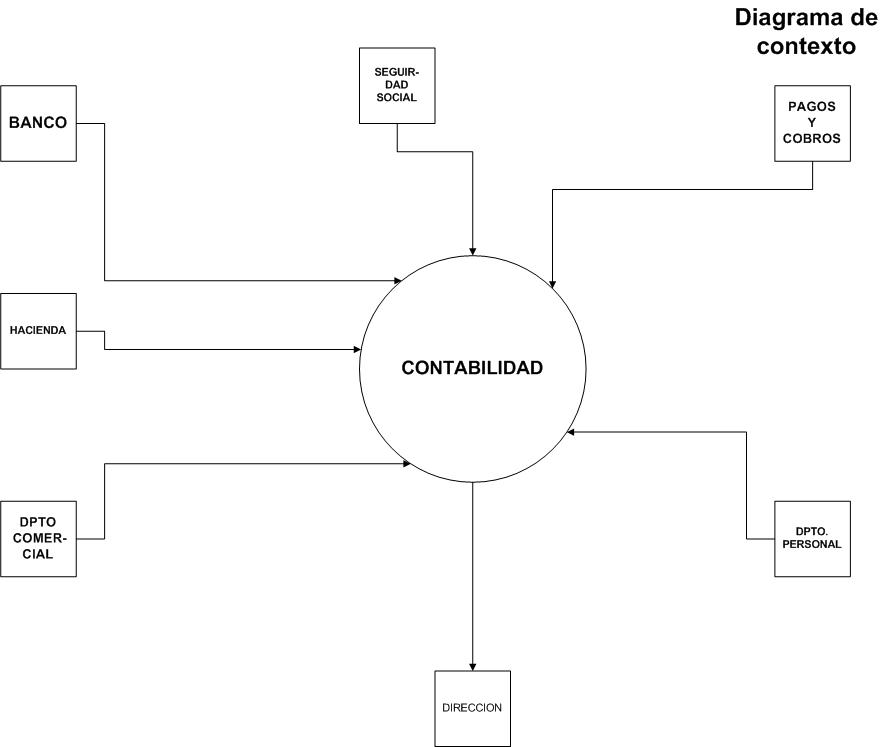 Diagrama de
contexto
SEGUIR-
DAD
SOCIAL
BANCO
PAGOS
Y
COBROS
HACIENDA
CONTABILIDAD
DPTO
COMER-
CIAL
DPTO.
PERSONAL
DIRECCION